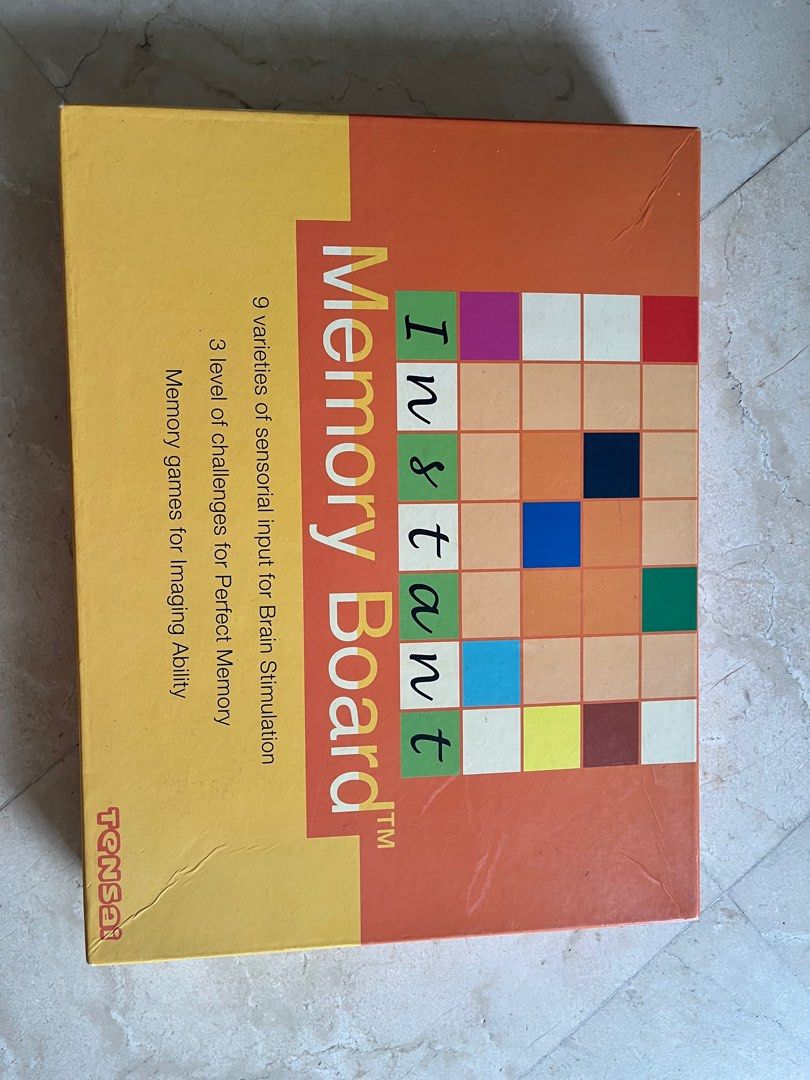 Instant
Memory Board™
9 varieties of sensorial input for Brain Stimulation
3 level of challenges for Perfect Memory
Memory games for Imaging Ability
TENSAI